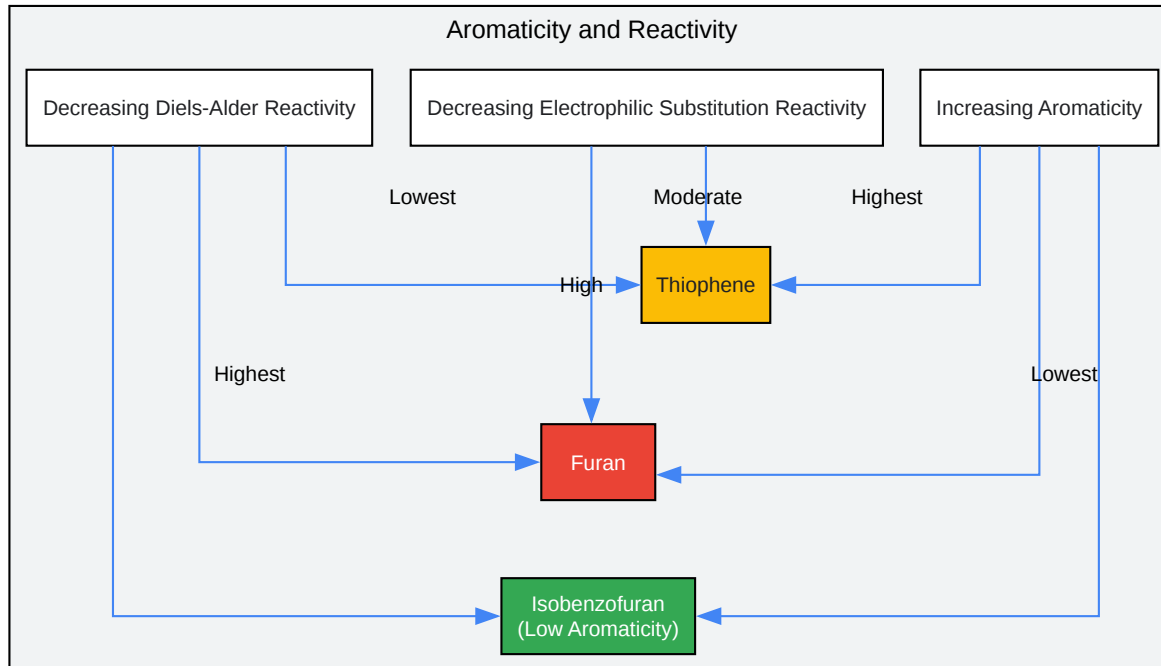 Aromaticity and Reactivity
Decreasing Diels-Alder Reactivity
Decreasing Electrophilic Substitution Reactivity
Increasing Aromaticity
Lowest
Moderate
Highest
High
Thiophene
Highest
Lowest
Furan
Isobenzofuran
(Low Aromaticity)